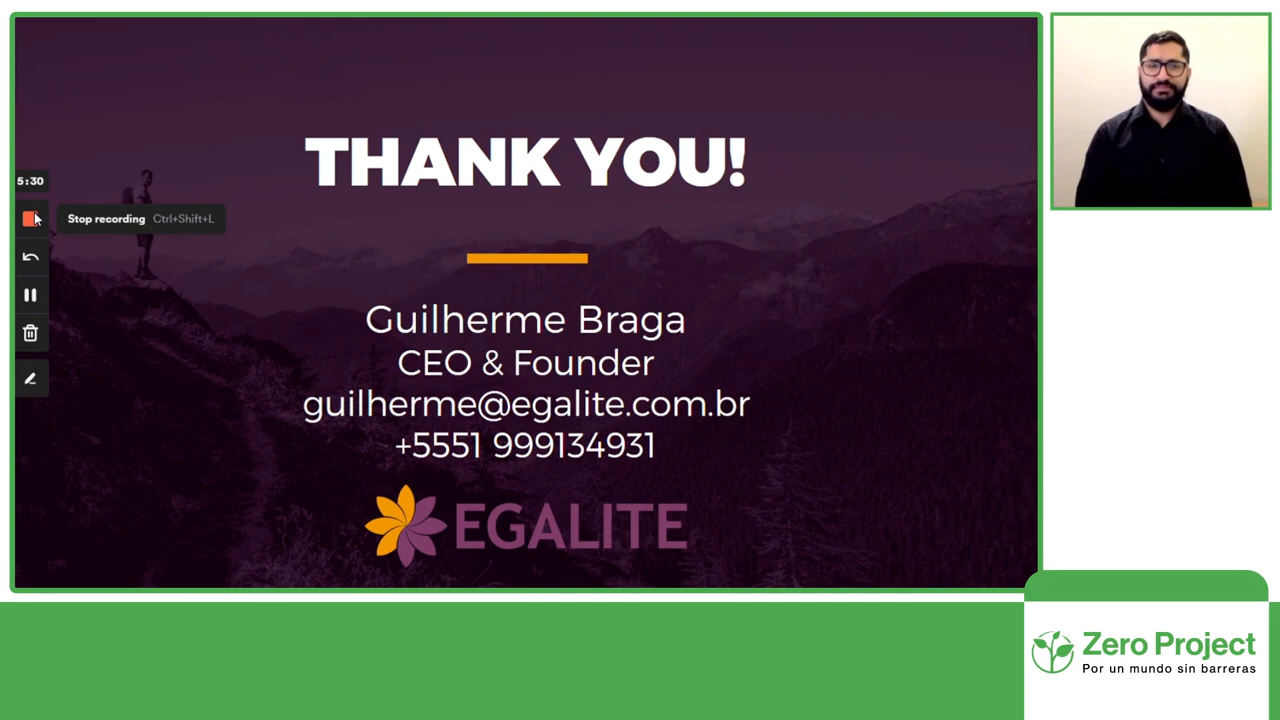 THANK YOU!
5:30
Stop recording Ctrl+Shift+L
Guilherme Braga
CEO & Founder
guilherme@egalite.com.br
+5551 999134931
EGALITE
Zero Project
Por un mundo sin barreras